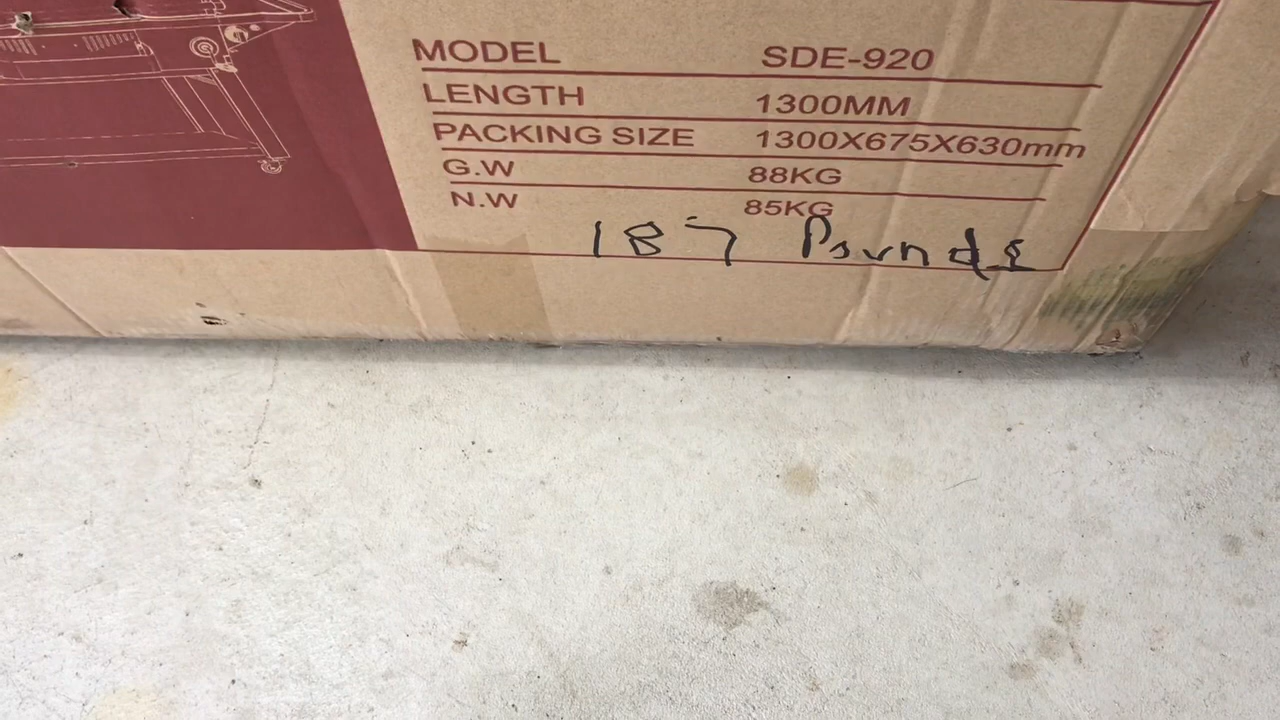 MODEL SDE-920
LENGTH 1300MM
PACKING SIZE 1300X675X630mm
G.W 88KG
N.W 85KG
187 Pounds